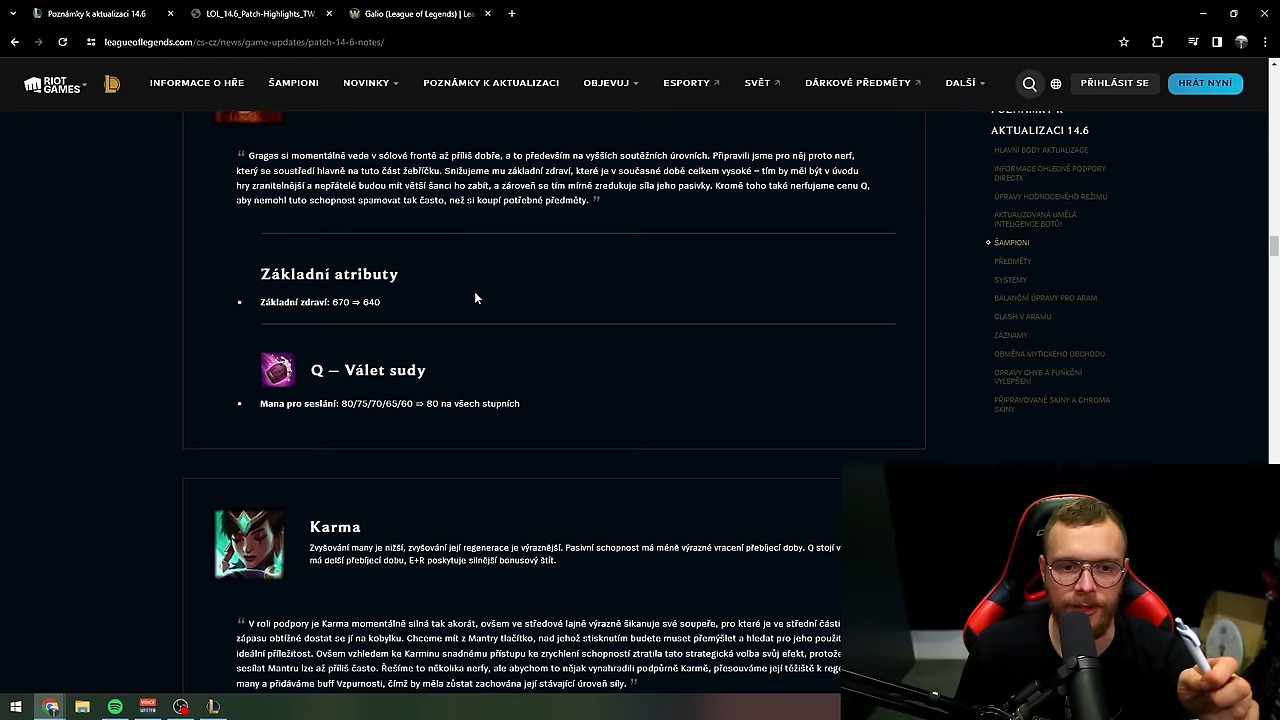 Poznámky k aktualizaci 14.6
LOL_14.6_Patch-Highlights_TW_
Galio (League of Legends) | Lea
leagueoflegends.com/cs-cz/news/game-updates/patch-14-6-notes/
RIOT GAMES
INFORMACE O HŘE
ŠAMPIONI
NOVINKY
POZNÁMKY K AKTUALIZACI
OBJEVUJ
ESPORTY
SVĚT
DÁRKOVÉ PŘEDMĚTY
DALŠÍ
PŘIHLÁSIT SE
HRÁT NYNÍ
" Gragas si momentálně vede v sólové frontě až příliš dobře, a to především na vyšších soutěžních úrovních. Připravili jsme pro něj proto nerf,
který se soustředí hlavně na tuto část žebříčku. Snižujeme mu základní zdraví, které je v současné době celkem vysoké – tím by měl být v úvodu
hry zranitelnější a nepřátelé budou mít větší šanci ho zabít, a zároveň se tím mírně zredukuje síla jeho pasivky. Kromě toho také nerfujeme cenu Q,
aby nemohl tuto schopnost spamovat tak často, než si koupí potřebné předměty. "
Základní atributy
• Základní zdraví: 670 ⇒ 640
Q – Válet sudy
• Mana pro seslání: 80/75/70/65/60 ⇒ 80 na všech stupních
Karma
Zvyšování many je nižší, zvyšování její regenerace je výraznější. Pasivní schopnost má méně výrazné vracení přebíjecí doby. Q stojí v
má delší přebíjecí dobu, E+R poskytuje silnější bonusový štít.
" V roli podpory je Karma momentálně silná tak akorát, ovšem ve středové lajně výrazně šikanuje své soupeře, pro které je ve střední části
zápasu obtížné dostat se jí na kobylku. Chceme mít z Mantry tlačítko, nad jehož stisknutím budete muset přemýšlet a hledat pro jeho použit
ideální příležitost. Ovšem vzhledem ke Karminu snadnému přístupu ke zrychlení schopností ztratila tato strategická volba svůj efekt, protože
sesílat Mantru lze až příliš často. Řešíme to několika nerfy, ale abychom to nějak vynahradili podpůrné Karmě, přesouváme její těžiště k rege
many a přidáváme buff Vzpurnosti, čímž by měla zůstat zachována její stávající úroveň síly. "
POZNÁMKY K
AKTUALIZACI 14.6
HLAVNÍ BODY AKTUALIZACE
INFORMACE OHLEDNĚ PODPORY
DIRECTX
ÚPRAVY HODNOCENÉHO REŽIMU
AKTUALIZOVANÁ UMĚLÁ
INTELIGENCE BOTŮ!
ŠAMPIONI
PŘEDMĚTY
SYSTÉMY
BALANČNÍ ÚPRAVY PRO ARAM
CLASH V ARAMU
ZÁZNAMY
OBMĚNA MYTICKÉHO OBCHODU
OPRAVY CHYB A FUNKČNÍ
VYLEPŠENÍ
PŘIPRAVOVANÉ SKINY A CHROMA
SKINY